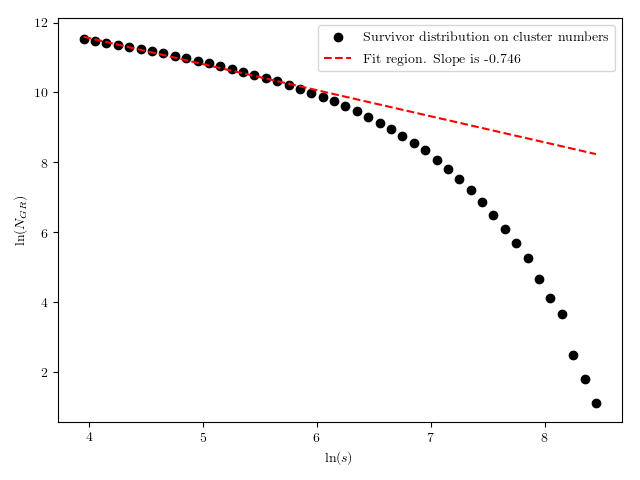 Survivor distribution on cluster numbers
Fit region. Slope is -0.746
12
10
8
6
4
2
ln(N_{GR})
4
5
6
7
8
ln(s)